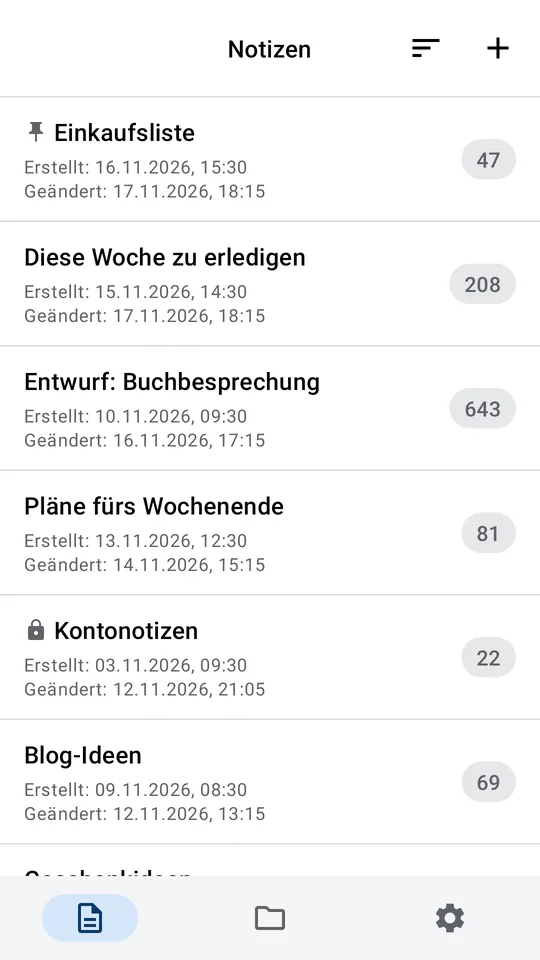 Notizen
Einkaufsliste
Erstellt: 16.11.2026, 15:30
Geändert: 17.11.2026, 18:15
47
Diese Woche zu erledigen
Erstellt: 15.11.2026, 14:30
Geändert: 17.11.2026, 18:15
208
Entwurf: Buchbesprechung
Erstellt: 10.11.2026, 09:30
Geändert: 16.11.2026, 17:15
643
Pläne fürs Wochenende
Erstellt: 13.11.2026, 12:30
Geändert: 14.11.2026, 15:15
81
Kontonotizen
Erstellt: 03.11.2026, 09:30
Geändert: 12.11.2026, 21:05
22
Blog-Ideen
Erstellt: 09.11.2026, 08:30
Geändert: 12.11.2026, 13:15
69
Geschenkideen